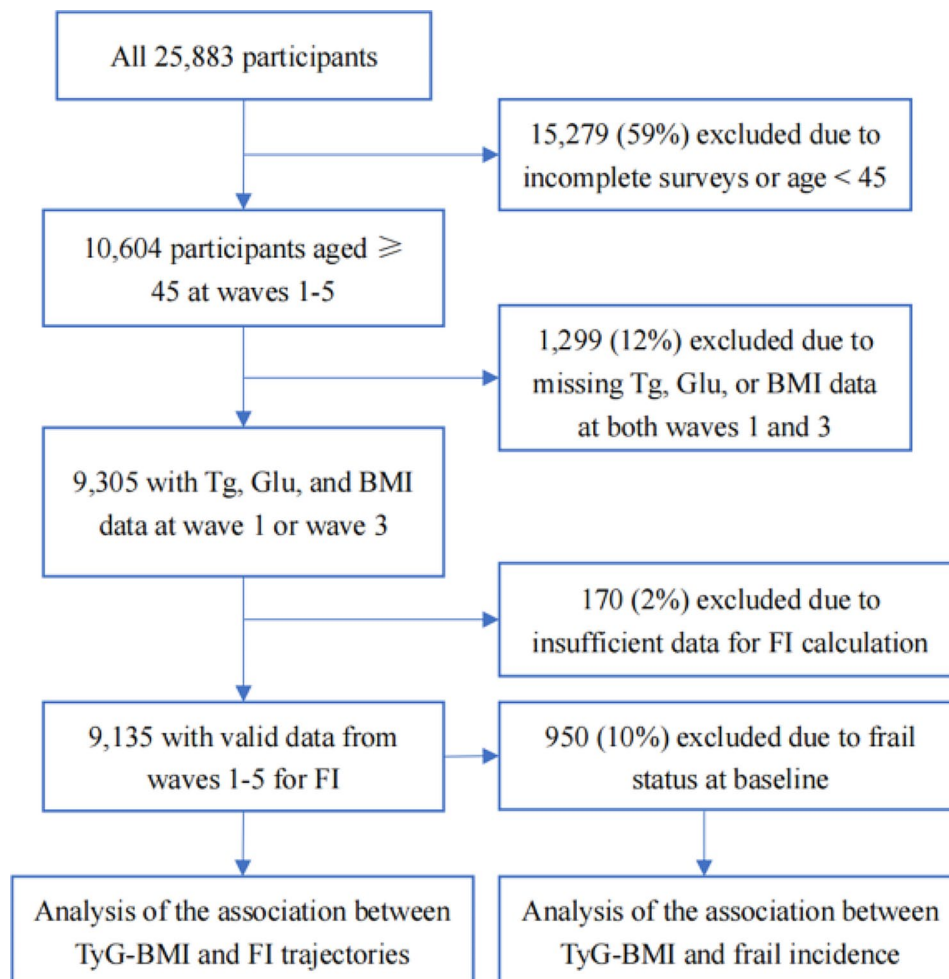 All 25,883 participants
15,279 (59%) excluded due to
incomplete surveys or age < 45
10,604 participants aged ≥
45 at waves 1-5
1,299 (12%) excluded due to
missing Tg, Glu, or BMI data
at both waves 1 and 3
9,305 with Tg, Glu, and BMI
data at wave 1 or wave 3
170 (2%) excluded due to
insufficient data for FI calculation
9,135 with valid data from
waves 1-5 for FI
950 (10%) excluded due to frail
status at baseline
Analysis of the association between
TyG-BMI and FI trajectories
Analysis of the association between
TyG-BMI and frail incidence